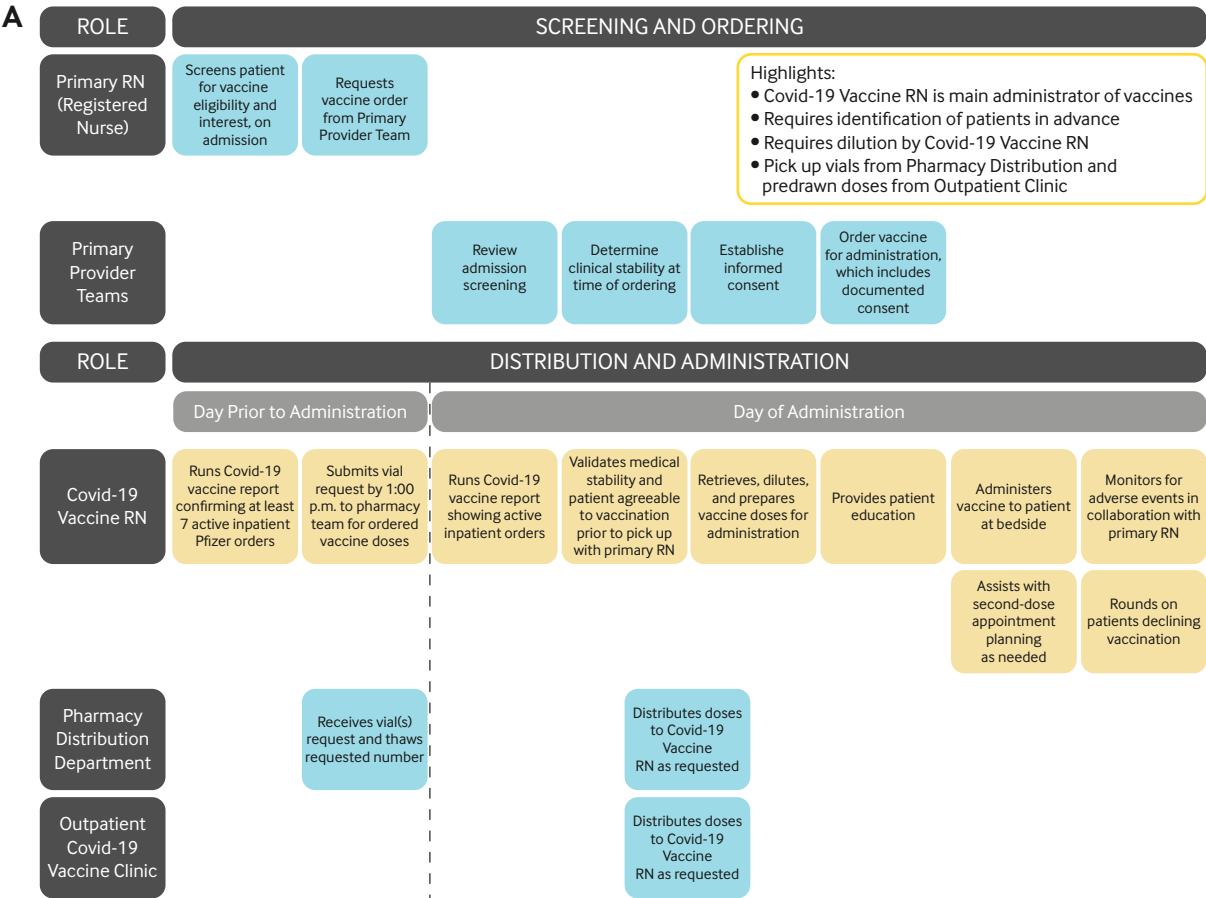 A
ROLE
SCREENING AND ORDERING
Primary RN
(Registered
Nurse)
Screens patient
for vaccine
eligibility and
interest, on
admission
Requests
vaccine order
from Primary
Provider Team
Highlights:
• Covid-19 Vaccine RN is main administrator of vaccines
• Requires identification of patients in advance
• Requires dilution by Covid-19 Vaccine RN
• Pick up vials from Pharmacy Distribution and
predrawn doses from Outpatient Clinic
Primary
Provider
Teams
Review
admission
screening
Determine
clinical stability at
time of ordering
Establishe
informed
consent
Order vaccine
for administration,
which includes
documented
consent
ROLE
DISTRIBUTION AND ADMINISTRATION
Day Prior to Administration
Day of Administration
Covid-19
Vaccine RN
Runs Covid-19
vaccine report
confirming at least
7 active inpatient
Pfizer orders
Submits vial
request by 1:00
p.m. to pharmacy
team for ordered
vaccine doses
Runs Covid-19
vaccine report
showing active
inpatient orders
Validates medical
stability and
patient agreeable
to vaccination
prior to pick up
with primary RN
Retrieves, dilutes,
and prepares
vaccine doses for
administration
Provides patient
education
Administers
vaccine to patient
at bedside
Monitors for
adverse events in
collaboration with
primary RN
Assists with
second-dose
appointment
planning
as needed
Rounds on
patients declining
vaccination
Pharmacy
Distribution
Department
Receives vial(s)
request and thaws
requested number
Distributes doses
to Covid-19
Vaccine
RN as requested
Outpatient
Covid-19
Vaccine Clinic
Distributes doses
to Covid-19
Vaccine
RN as requested